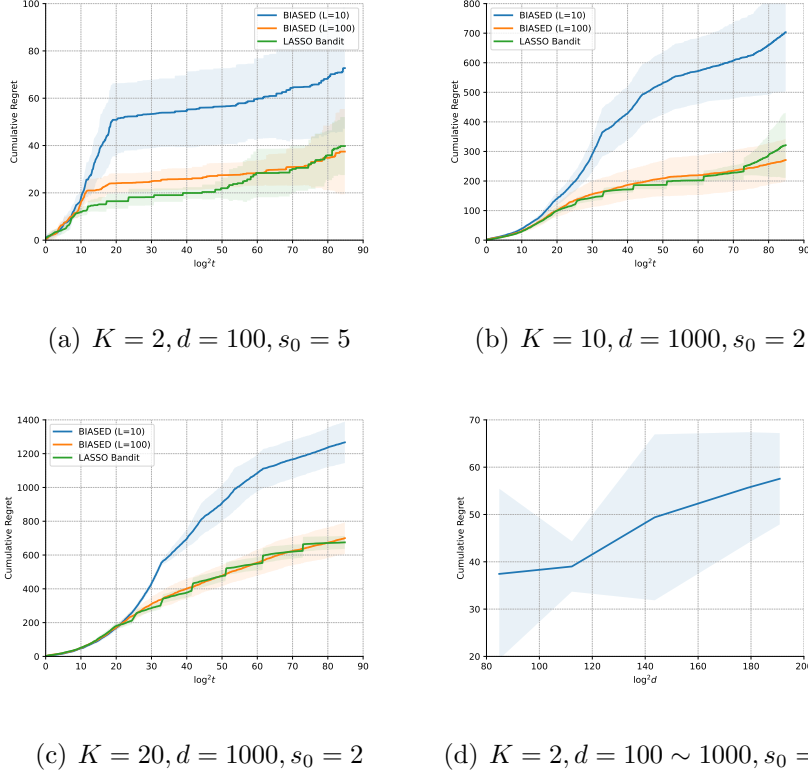 100
80
60
40
20
0
Cumulative Regret
0 10 20 30 40 50 60 70 80 90
log²t
BIASED (L=10)
BIASED (L=100)
LASSO Bandit
(a) K = 2, d = 100, s₀ = 5
800
700
600
500
400
300
200
100
0
Cumulative Regret
0 10 20 30 40 50 60 70 80 90
log²t
BIASED (L=10)
BIASED (L=100)
LASSO Bandit
(b) K = 10, d = 1000, s₀ = 2
1400
1200
1000
800
600
400
200
0
Cumulative Regret
0 10 20 30 40 50 60 70 80 90
log²t
BIASED (L=10)
BIASED (L=100)
LASSO Bandit
(c) K = 20, d = 1000, s₀ = 2
70
60
50
40
30
20
Cumulative Regret
80 100 120 140 160 180 200
log²d
(d) K = 2, d = 100 ∼ 1000, s₀ =